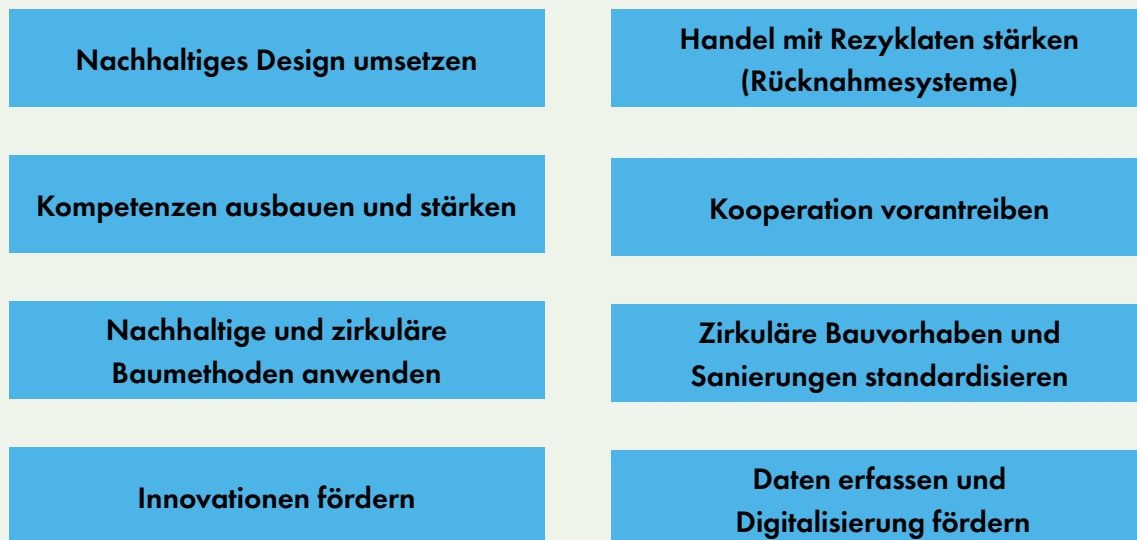 Nachhaltiges Design umsetzen
Handel mit Rezyklaten stärken
(Rücknahmesysteme)
Kompetenzen ausbauen und stärken
Kooperation vorantreiben
Nachhaltige und zirkuläre
Baumethoden anwenden
Zirkuläre Bauvorhaben und
Sanierungen standardisieren
Innovationen fördern
Daten erfassen und
Digitalisierung fördern